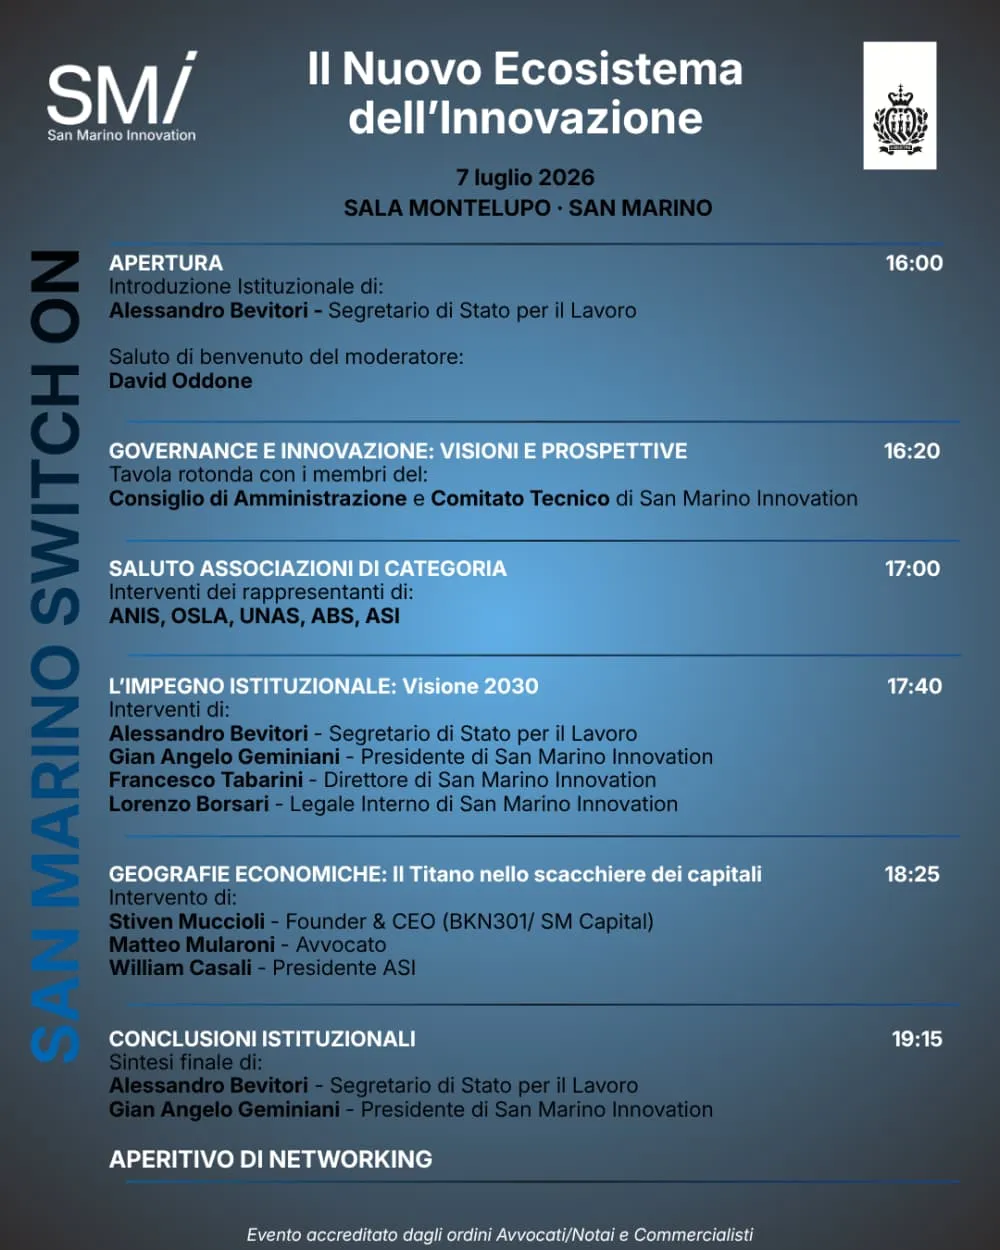 SMi
San Marino Innovation
Il Nuovo Ecosistema
dell'Innovazione
7 luglio 2026
SALA MONTELUPO · SAN MARINO
SAN MARINO SWITCH ON
APERTURA 16:00
Introduzione Istituzionale di:
Alessandro Bevitori - Segretario di Stato per il Lavoro
Saluto di benvenuto del moderatore:
David Oddone
GOVERNANCE E INNOVAZIONE: VISIONI E PROSPETTIVE 16:20
Tavola rotonda con i membri del:
Consiglio di Amministrazione e Comitato Tecnico di San Marino Innovation
SALUTO ASSOCIAZIONI DI CATEGORIA 17:00
Interventi dei rappresentanti di:
ANIS, OSLA, UNAS, ABS, ASI
L'IMPEGNO ISTITUZIONALE: Visione 2030 17:40
Interventi di:
Alessandro Bevitori - Segretario di Stato per il Lavoro
Gian Angelo Geminiani - Presidente di San Marino Innovation
Francesco Tabarini - Direttore di San Marino Innovation
Lorenzo Borsari - Legale Interno di San Marino Innovation
GEOGRAFIE ECONOMICHE: Il Titano nello scacchiere dei capitali 18:25
Intervento di:
Stiven Muccioli - Founder & CEO (BKN301/ SM Capital)
Matteo Mularoni - Avvocato
William Casali - Presidente ASI
CONCLUSIONI ISTITUZIONALI 19:15
Sintesi finale di:
Alessandro Bevitori - Segretario di Stato per il Lavoro
Gian Angelo Geminiani - Presidente di San Marino Innovation
APERITIVO DI NETWORKING
Evento accreditato dagli ordini Avvocati/Notai e Commercialisti